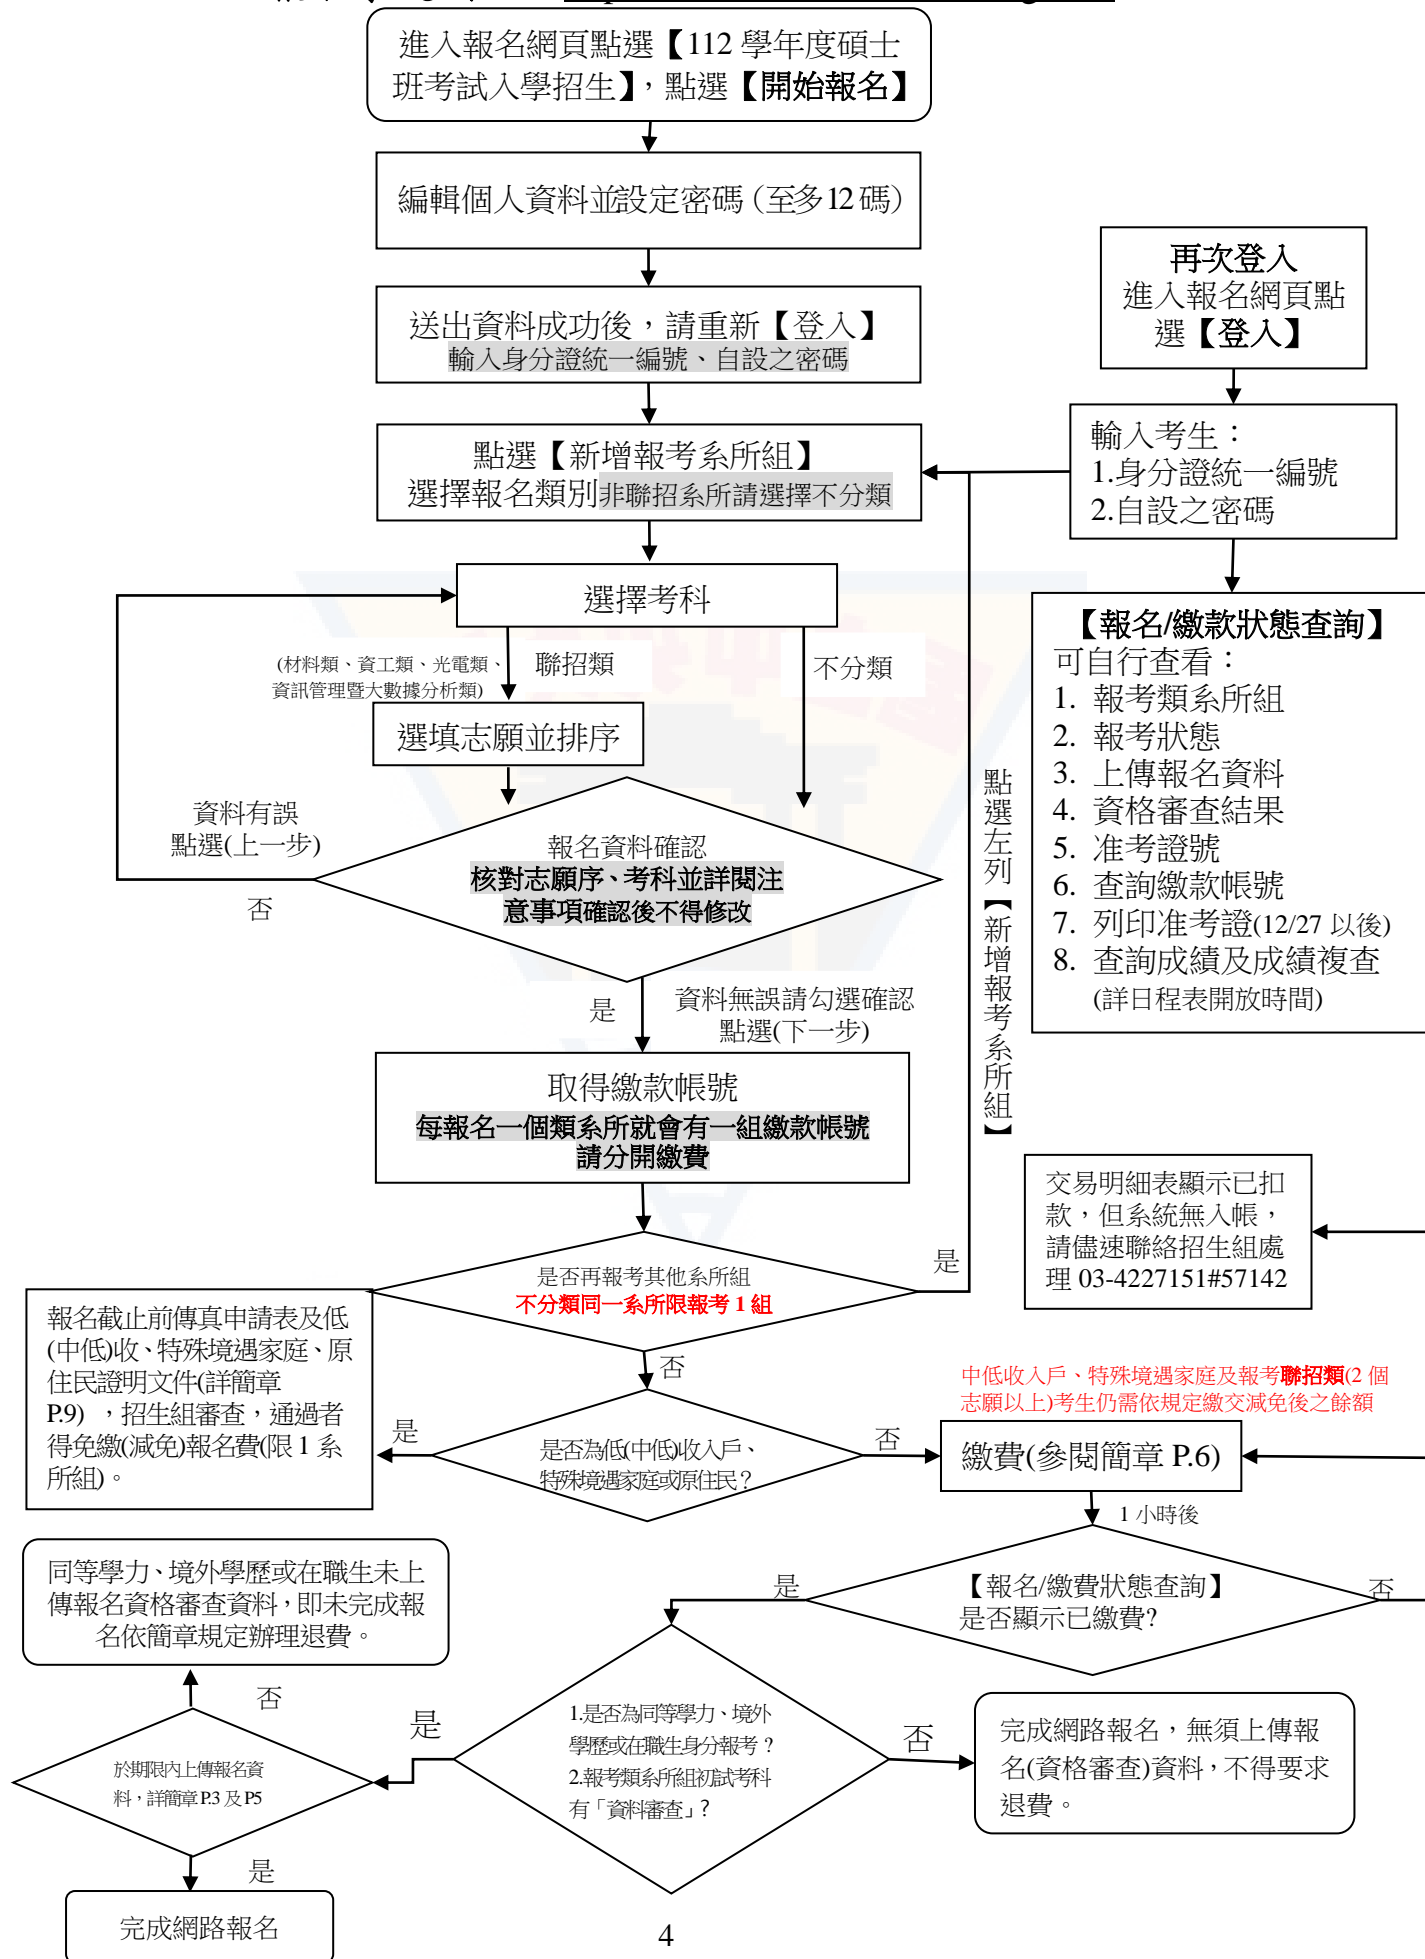 進入報名網頁點選【112 學年度碩士
班考試入學招生】，點選【開始報名】
編輯個人資料並設定密碼（至多12 碼）
送出資料成功後，請重新【登入】
輸入身分證統一編號、自設之密碼
再次登入
進入報名網頁點
選【登入】
點選【新增報考系所組】
選擇報名類別非聯招系所請選擇不分類
輸入考生：
1.身分證統一編號
2.自設之密碼
選擇考科
(材料類、資工類、光電類、
資訊管理暨大數據分析類)
聯招類
不分類
選填志願並排序
【報名/繳款狀態查詢】
可自行查看：
1. 報考類系所組
2. 報考狀態
3. 上傳報名資料
4. 資格審查結果
5. 准考證號
6. 查詢繳款帳號
7. 列印准考證(12/27 以後)
8. 查詢成績及成績複查
(詳日程表開放時間)
點選左列【新增報考系所組】
資料有誤
點選(上一步)
否
報名資料確認
核對志願序、考科並詳閱注
意事項確認後不得修改
是
資料無誤請勾選確認
點選(下一步)
取得繳款帳號
每報名一個類系所就會有一組繳款帳號
請分開繳費
交易明細表顯示已扣
款，但系統無入帳，
請儘速聯絡招生組處
理 03-4227151#57142
是否再報考其他系所組
不分類同一系所限報考 1 組
是
否
報名截止前傳真申請表及低
(中低)收、特殊境遇家庭、原
住民證明文件(詳簡章
P.9) ，招生組審查，通過者
得免繳(減免)報名費(限 1 系
所組)。
是
是否為低(中低)收入戶、
特殊境遇家庭或原住民？
否
中低收入戶、特殊境遇家庭及報考聯招類(2 個
志願以上)考生仍需依規定繳交減免後之餘額
繳費(參閱簡章 P.6)
1 小時後
【報名/繳費狀態查詢】
是否顯示已繳費?
是
否
同等學力、境外學歷或在職生未上
傳報名資格審查資料，即未完成報
名依簡章規定辦理退費。
否
於期限內上傳報名資
料，詳簡章 P.3 及 P5
是
1.是否為同等學力、境外
學歷或在職生身分報考？
2.報考類系所組初試考科
有「資料審查」？
否
完成網路報名，無須上傳報
名(資格審查)資料，不得要求
退費。
是
完成網路報名
4